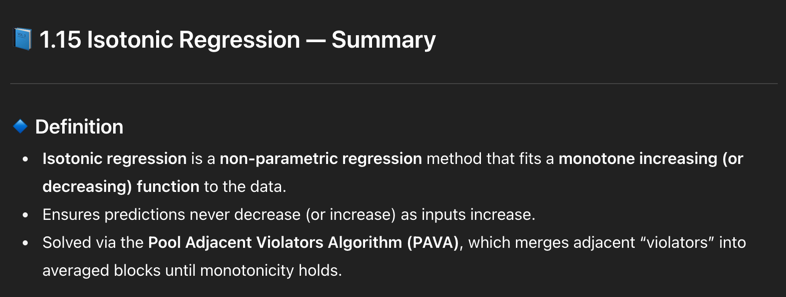 1.15 Isotonic Regression — Summary
Definition
• Isotonic regression is a non-parametric regression method that fits a monotone increasing (or
decreasing) function to the data.
• Ensures predictions never decrease (or increase) as inputs increase.
• Solved via the Pool Adjacent Violators Algorithm (PAVA), which merges adjacent “violators” into
averaged blocks until monotonicity holds.